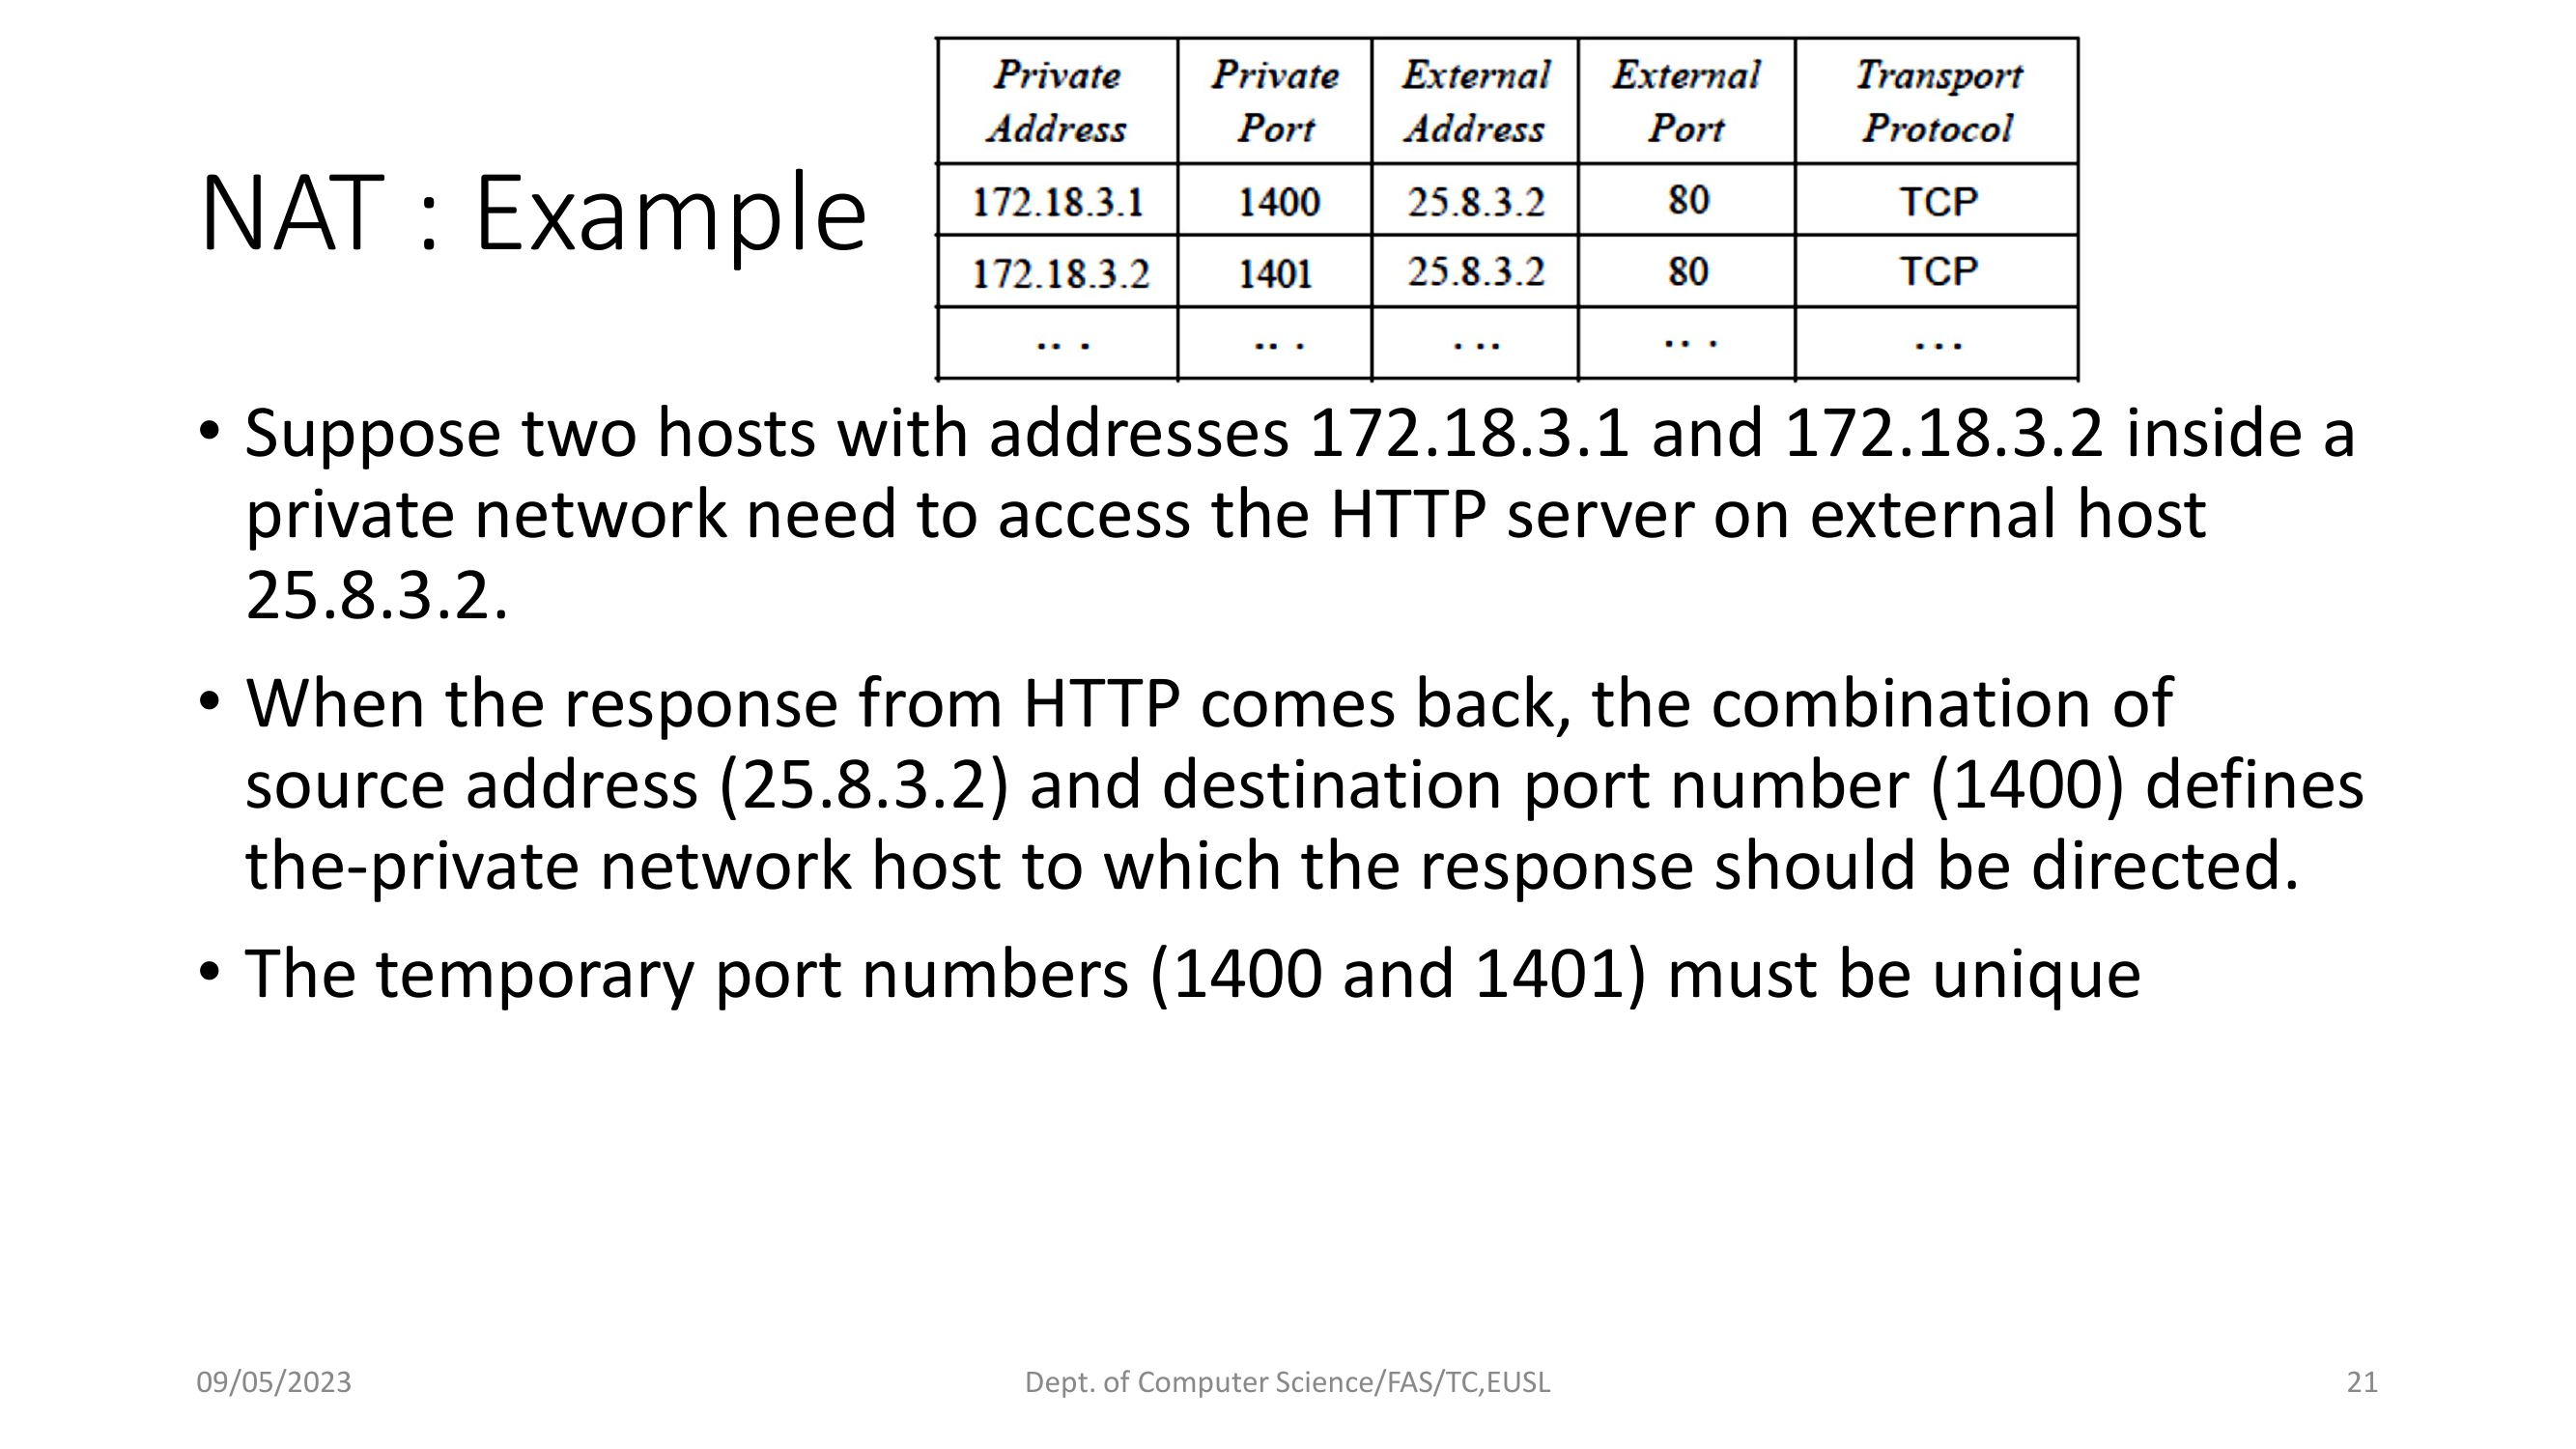 NAT : Example
Private Address Private Port External Address External Port Transport Protocol
172.18.3.1 1400 25.8.3.2 80 TCP
172.18.3.2 1401 25.8.3.2 80 TCP
... ... ... ... ...
• Suppose two hosts with addresses 172.18.3.1 and 172.18.3.2 inside a
private network need to access the HTTP server on external host
25.8.3.2.
• When the response from HTTP comes back, the combination of
source address (25.8.3.2) and destination port number (1400) defines
the-private network host to which the response should be directed.
• The temporary port numbers (1400 and 1401) must be unique
09/05/2023 Dept. of Computer Science/FAS/TC,EUSL 21